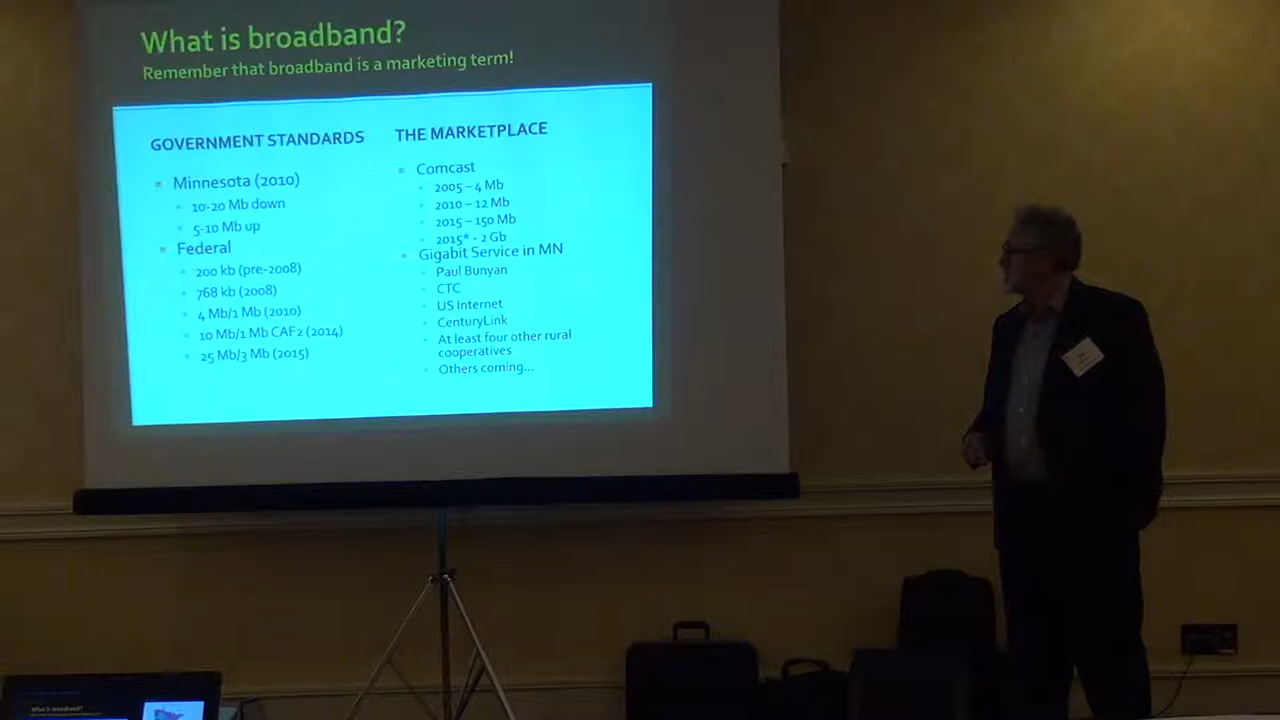 What is broadband?
Remember that broadband is a marketing term!
GOVERNMENT STANDARDS
Minnesota (2010)
10-20 Mb down
5-10 Mb up
Federal
200 kb (pre-2008)
768 kb (2008)
4 Mb/1 Mb (2010)
10 Mb/1 Mb CAF2 (2014)
25 Mb/3 Mb (2015)
THE MARKETPLACE
Comcast
2005 – 4 Mb
2010 – 12 Mb
2015 – 150 Mb
2015* - 2 Gb
Gigabit Service in MN
Paul Bunyan
CTC
US Internet
CenturyLink
At least four other rural
cooperatives
Others coming...
What is broadband?